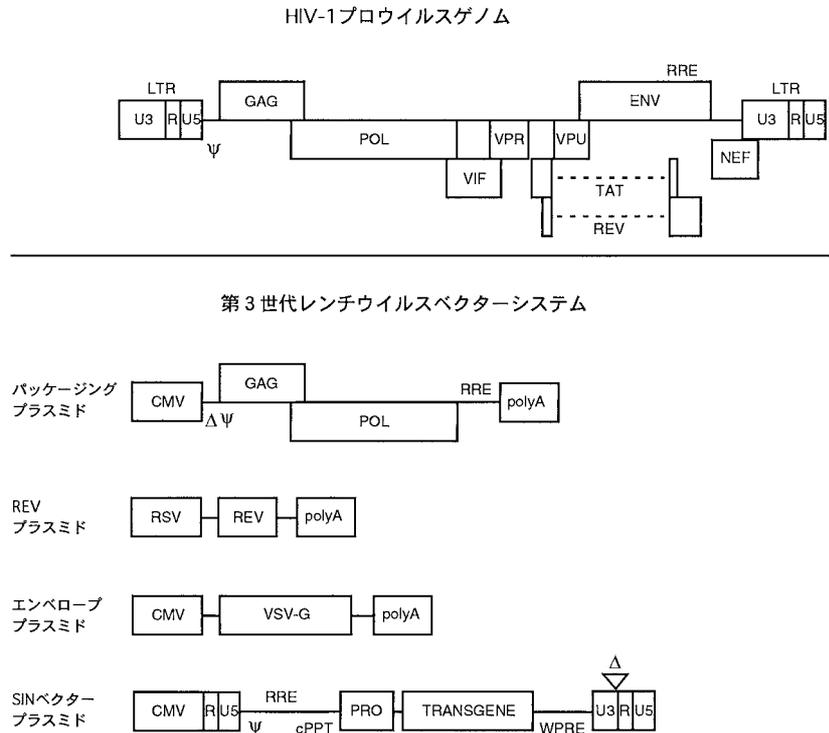 HIV-1プロウイルスゲノム
RRE
LTR
LTR
GAG
ENV
U3 R U5
U3 R U5
Ψ
POL
VPR
VPU
NEF
VIF
TAT
REV
第3世代レンチウイルスベクターシステム
パッケージング
プラスミド
CMV
GAG
RRE
polyA
ΔΨ
POL
REV
プラスミド
RSV
REV
polyA
エンベロープ
プラスミド
CMV
VSV-G
polyA
Δ
SINベクター
プラスミド
CMV R U5
RRE
Ψ
cPPT
PRO
TRANSGENE
WPRE
U3 R U5